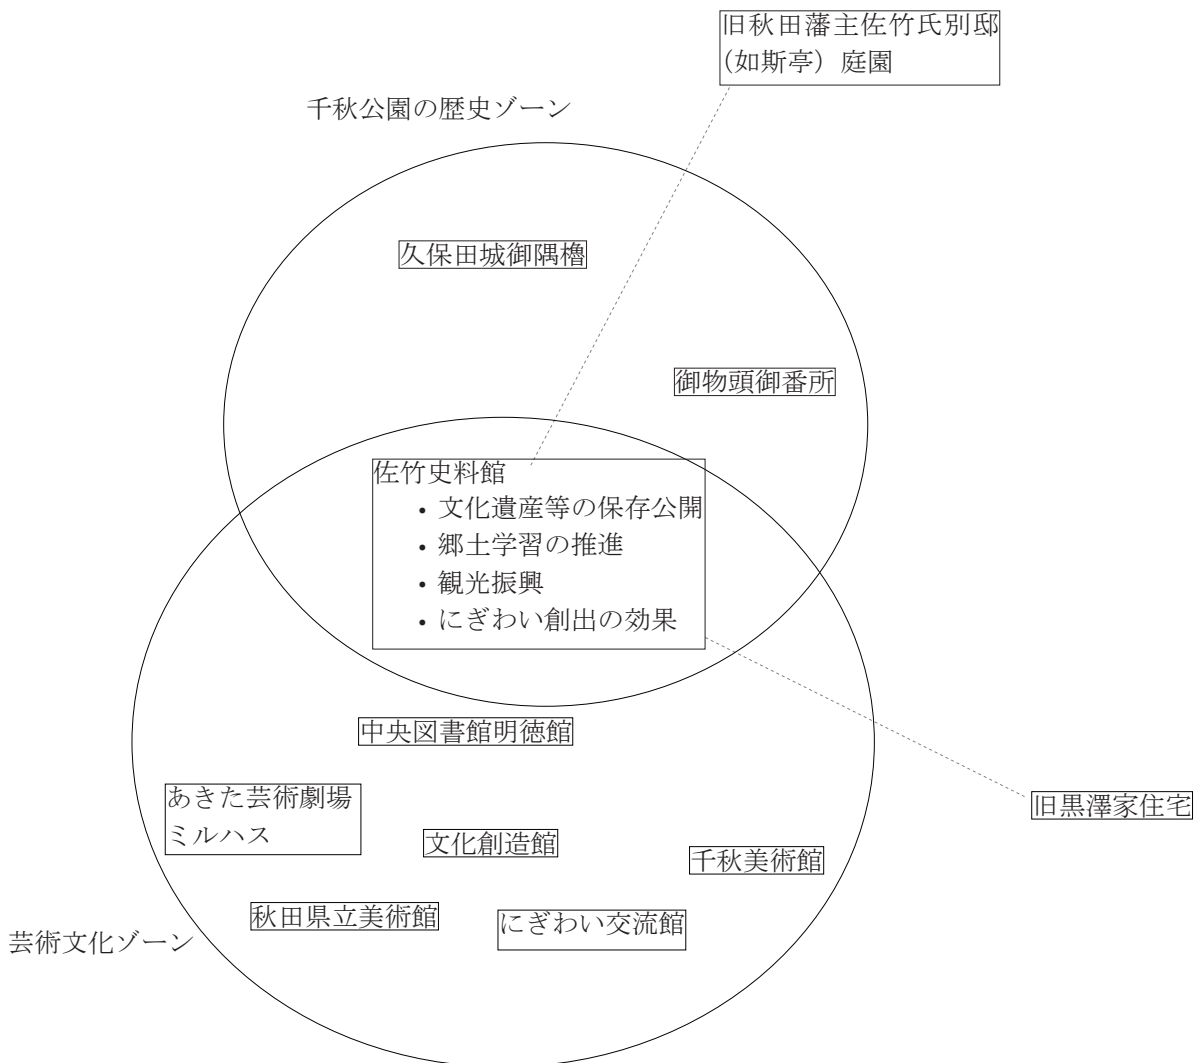 旧秋田藩主佐竹氏別邸
(如斯亭) 庭園
千秋公園の歴史ゾーン
久保田城御隅櫓
御物頭御番所
佐竹史料館
• 文化遺産等の保存公開
• 郷土学習の推進
• 観光振興
• にぎわい創出の効果
中央図書館明徳館
あきた芸術劇場
ミルハス
旧黒澤家住宅
文化創造館
千秋美術館
秋田県立美術館
にぎわい交流館
芸術文化ゾーン